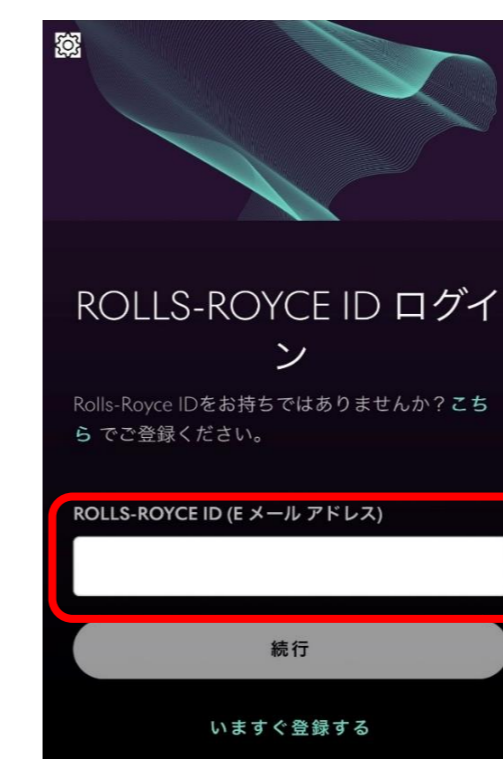 ROLLS-ROYCE ID ログイ
ン
Rolls-Royce IDをお持ちではありませんか？こち
ら でご登録ください。
ROLLS-ROYCE ID (E メール アドレス)
続行
いますぐ登録する